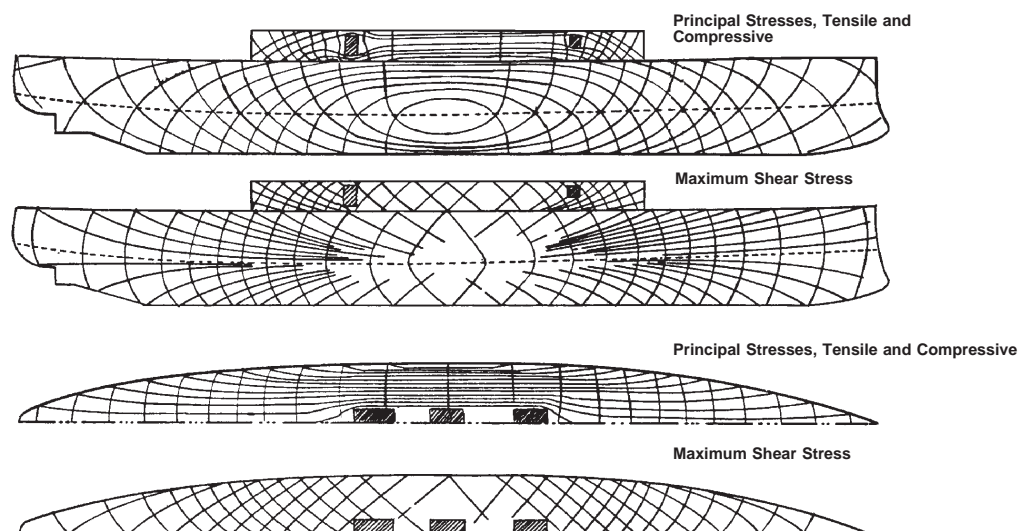 Principal Stresses, Tensile and
Compressive
Maximum Shear Stress
Principal Stresses, Tensile and Compressive
Maximum Shear Stress